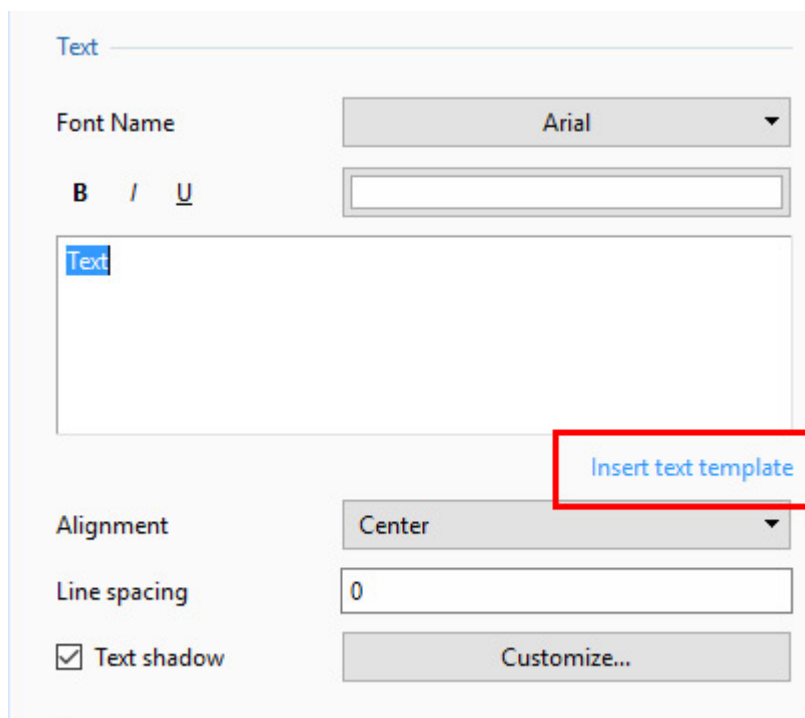 Text
Font Name Arial
B I U
Text
Insert text template
Alignment Center
Line spacing 0
Text shadow Customize...